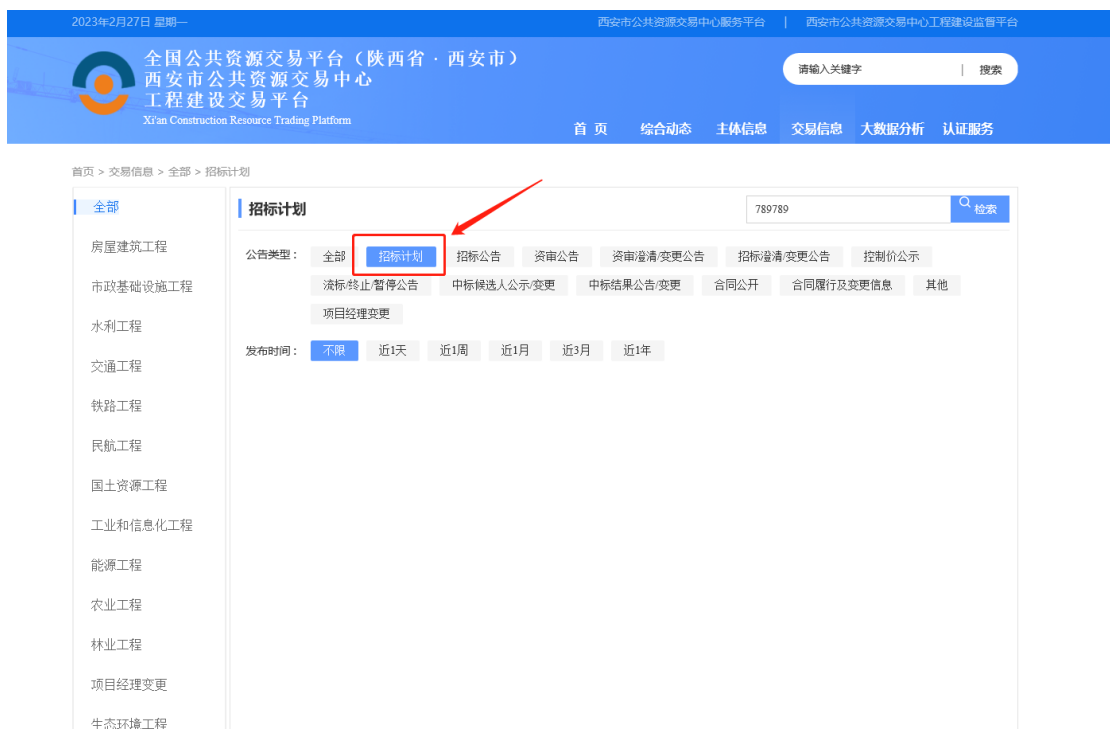 2023年2月27日 星期一 西安市公共资源交易中心服务平台 | 西安市公共资源交易中心工程建设监督平台
全国公共资源交易平台（陕西省·西安市）
西安市公共资源交易中心
工程建设交易平台
Xi'an Construction Resource Trading Platform
请输入关键字 | 搜索
首 页 综合动态 主体信息 交易信息 大数据分析 认证服务
首页 > 交易信息 > 全部 > 招标计划
全部
房屋建筑工程
市政基础设施工程
水利工程
交通工程
铁路工程
民航工程
国土资源工程
工业和信息化工程
能源工程
农业工程
林业工程
项目经理变更
生态环境工程
招标计划 789789 检索
公告类型： 全部 招标计划 招标公告 资审公告 资审澄清/变更公告 招标澄清/变更公告 控制价公示
流标/终止/暂停公告 中标候选人公示/变更 中标结果公告/变更 合同公开 合同履行及变更信息 其他
项目经理变更
发布时间： 不限 近1天 近1周 近1月 近3月 近1年